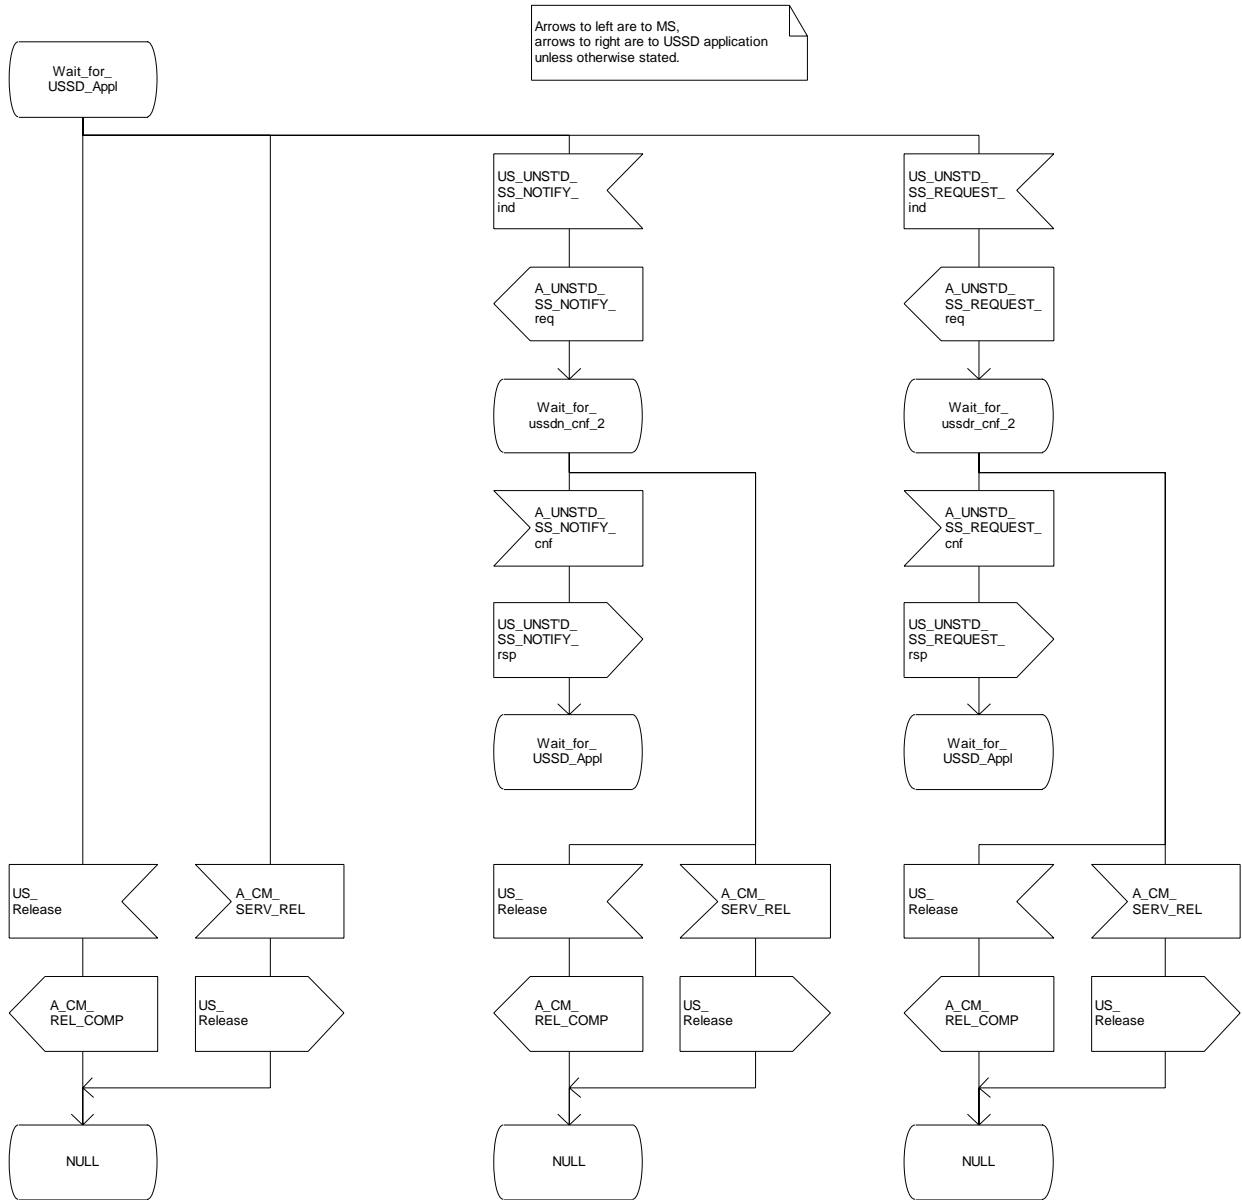 Arrows to left are to MS,
arrows to right are to USSD application
unless otherwise stated.
Wait_for_
USSD_Appl
US_UNST'D_
SS_NOTIFY_
ind
US_UNST'D_
SS_REQUEST_
ind
A_UNST'D_
SS_NOTIFY_
req
A_UNST'D_
SS_REQUEST_
req
Wait_for_
ussdn_cnf_2
Wait_for_
ussdr_cnf_2
A_UNST'D_
SS_NOTIFY_
cnf
A_UNST'D_
SS_REQUEST_
cnf
US_UNST'D_
SS_NOTIFY_
rsp
US_UNST'D_
SS_REQUEST_
rsp
Wait_for_
USSD_Appl
Wait_for_
USSD_Appl
US_
Release
A_CM_
SERV_REL
US_
Release
A_CM_
SERV_REL
US_
Release
A_CM_
SERV_REL
A_CM_
REL_COMP
US_
Release
A_CM_
REL_COMP
US_
Release
A_CM_
REL_COMP
US_
Release
NULL
NULL
NULL